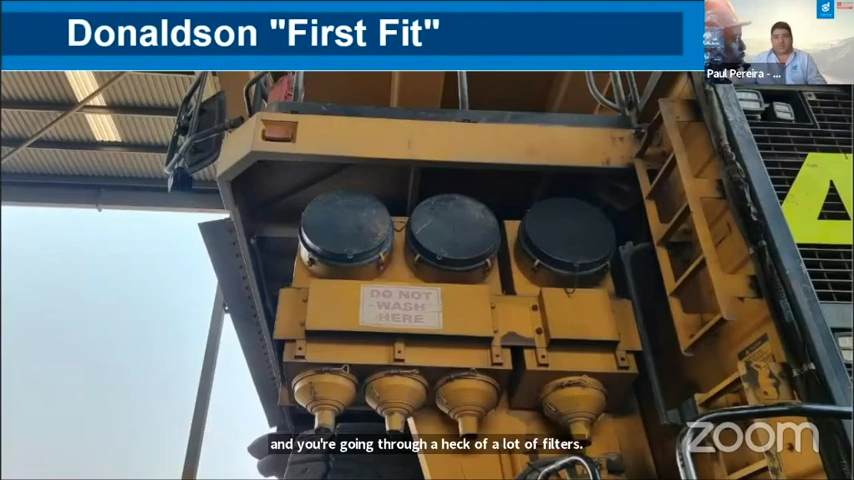 Donaldson "First Fit"
Paul Pereira - ...
DO NOT
WASH
HERE
and you're going through a heck of a lot of filters.
zoom